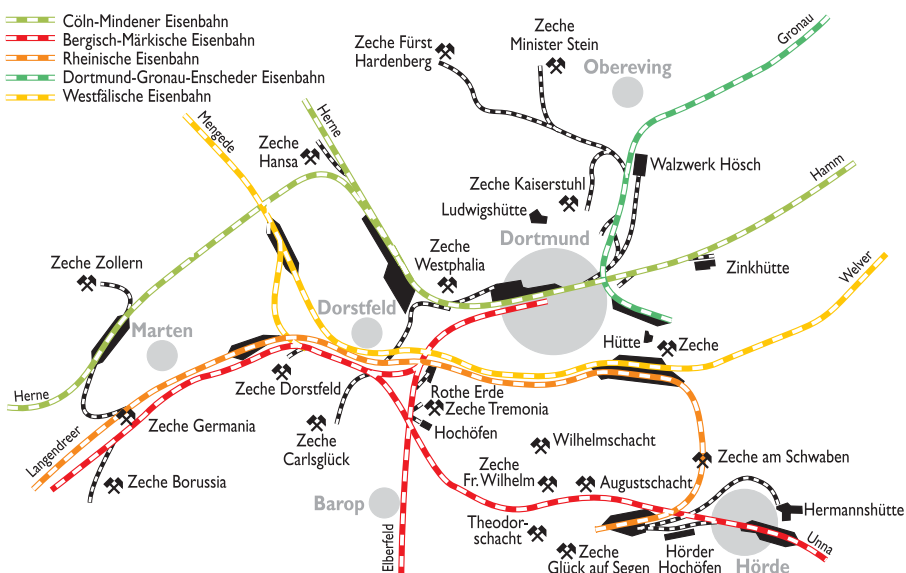 Cöln-Mindener Eisenbahn
Bergisch-Märkische Eisenbahn
Rheinische Eisenbahn
Dortmund-Gronau-Enscheder Eisenbahn
Westfälische Eisenbahn
Zeche Fürst
Hardenberg
Zeche
Minister Stein
Obereving
Gronau
Mengede
Herne
Zeche
Hansa
Walzwerk Hösch
Hamm
Zeche Kaiserstuhl
Ludwigshütte
Dortmund
Zeche
Westphalia
Zinkhütte
Welver
Zeche Zollern
Marten
Dorstfeld
Hütte
Zeche
Herne
Zeche Dorstfeld
Rothe Erde
Zeche Tremonia
Hochöfen
Langendreer
Zeche Germania
Zeche
Carlsglück
Wilhelmschacht
Zeche am Schwaben
Zeche Borussia
Zeche
Fr. Wilhelm
Augustschacht
Barop
Elberfeld
Theodor-
schacht
Hermannshütte
Unna
Zeche
Glück auf Segen
Hörder
Hochöfen
Hörde